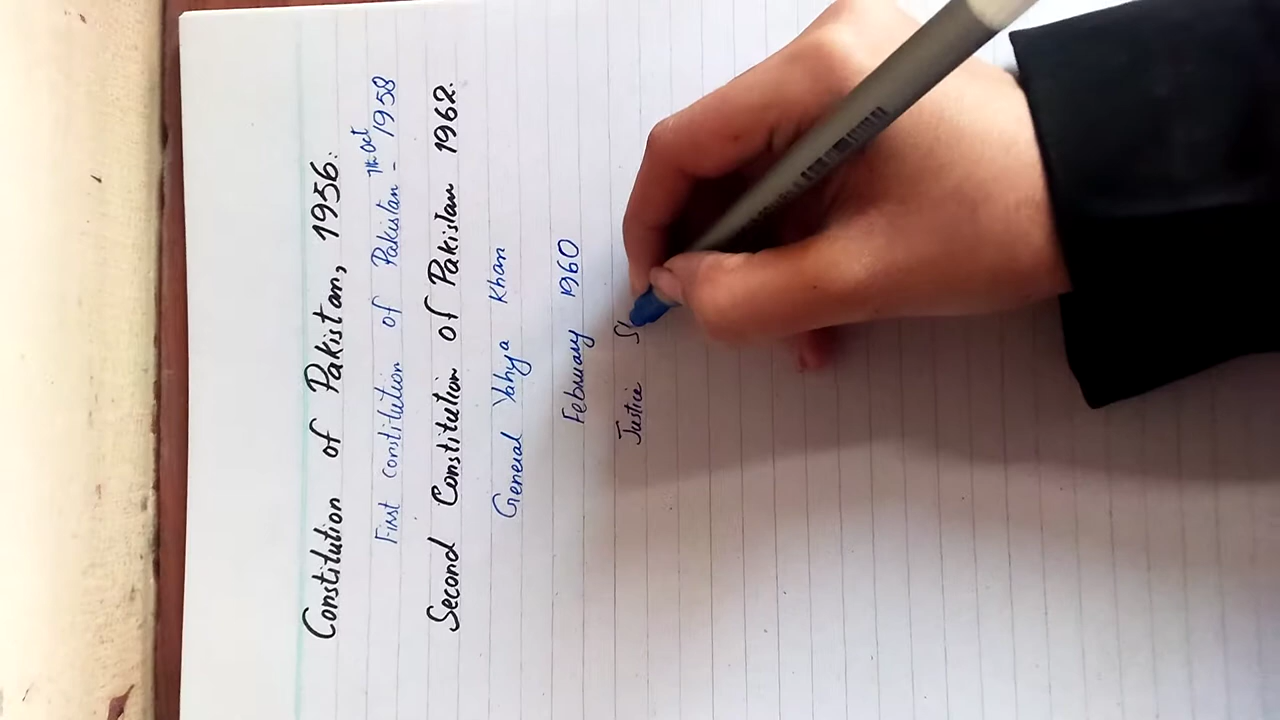 Constitution of Pakistan, 1956:
First constitution of Pakistan - 7th Oct 1958
Second Constitution of Pakistan 1962.
General Yahya Khan
February 1960
Justice S